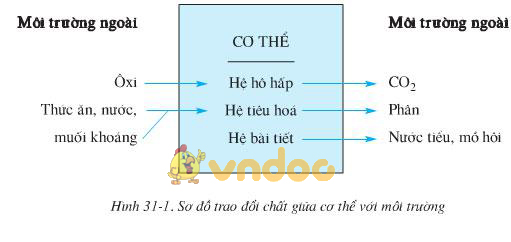 Môi trường ngoài
Môi trường ngoài
CƠ THỂ
Ôxi
Hệ hô hấp
CO₂
Thức ăn, nước,
Hệ tiêu hoá
Phân
muối khoáng
Hệ bài tiết
Nước tiểu, mồ hôi
vndoc
Hình 31-1. Sơ đồ trao đổi chất giữa cơ thể với môi trường